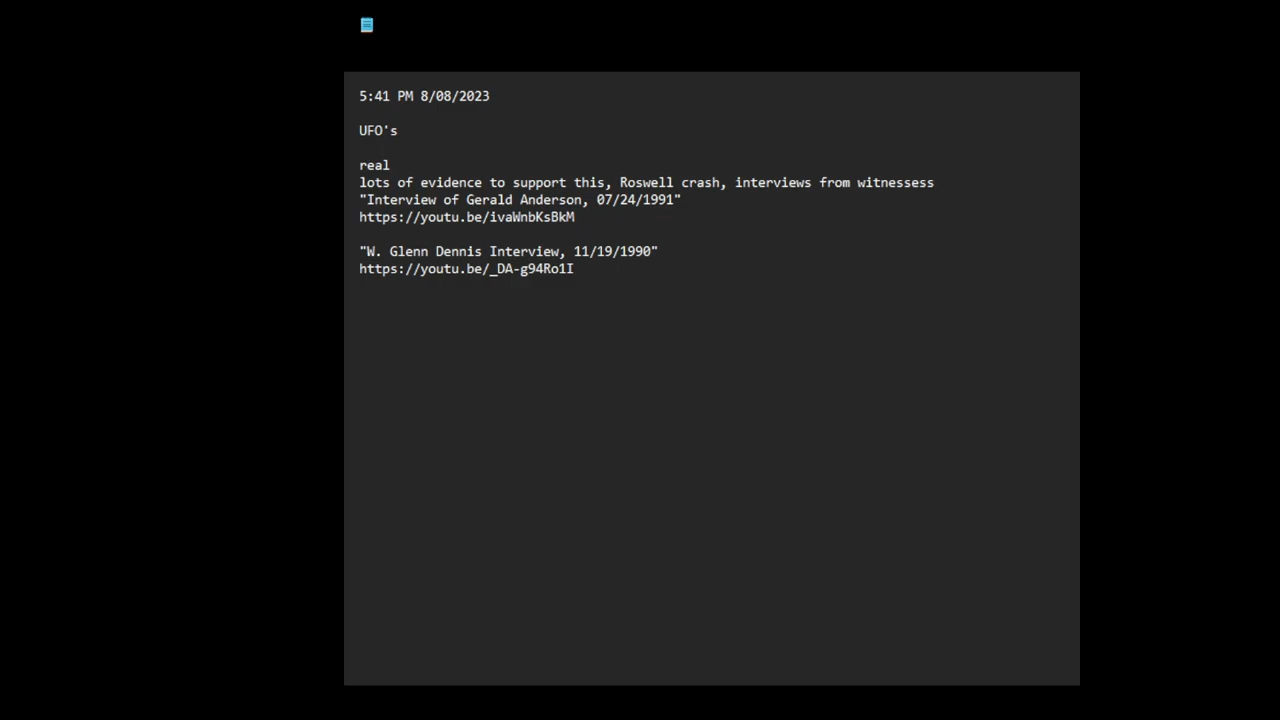 5:41 PM 8/08/2023
UFO's
real
lots of evidence to support this, Roswell crash, interviews from witnessess
"Interview of Gerald Anderson, 07/24/1991"
https://youtu.be/ivaWnbKsBkM
"W. Glenn Dennis Interview, 11/19/1990"
https://youtu.be/_DA-g94Ro1I